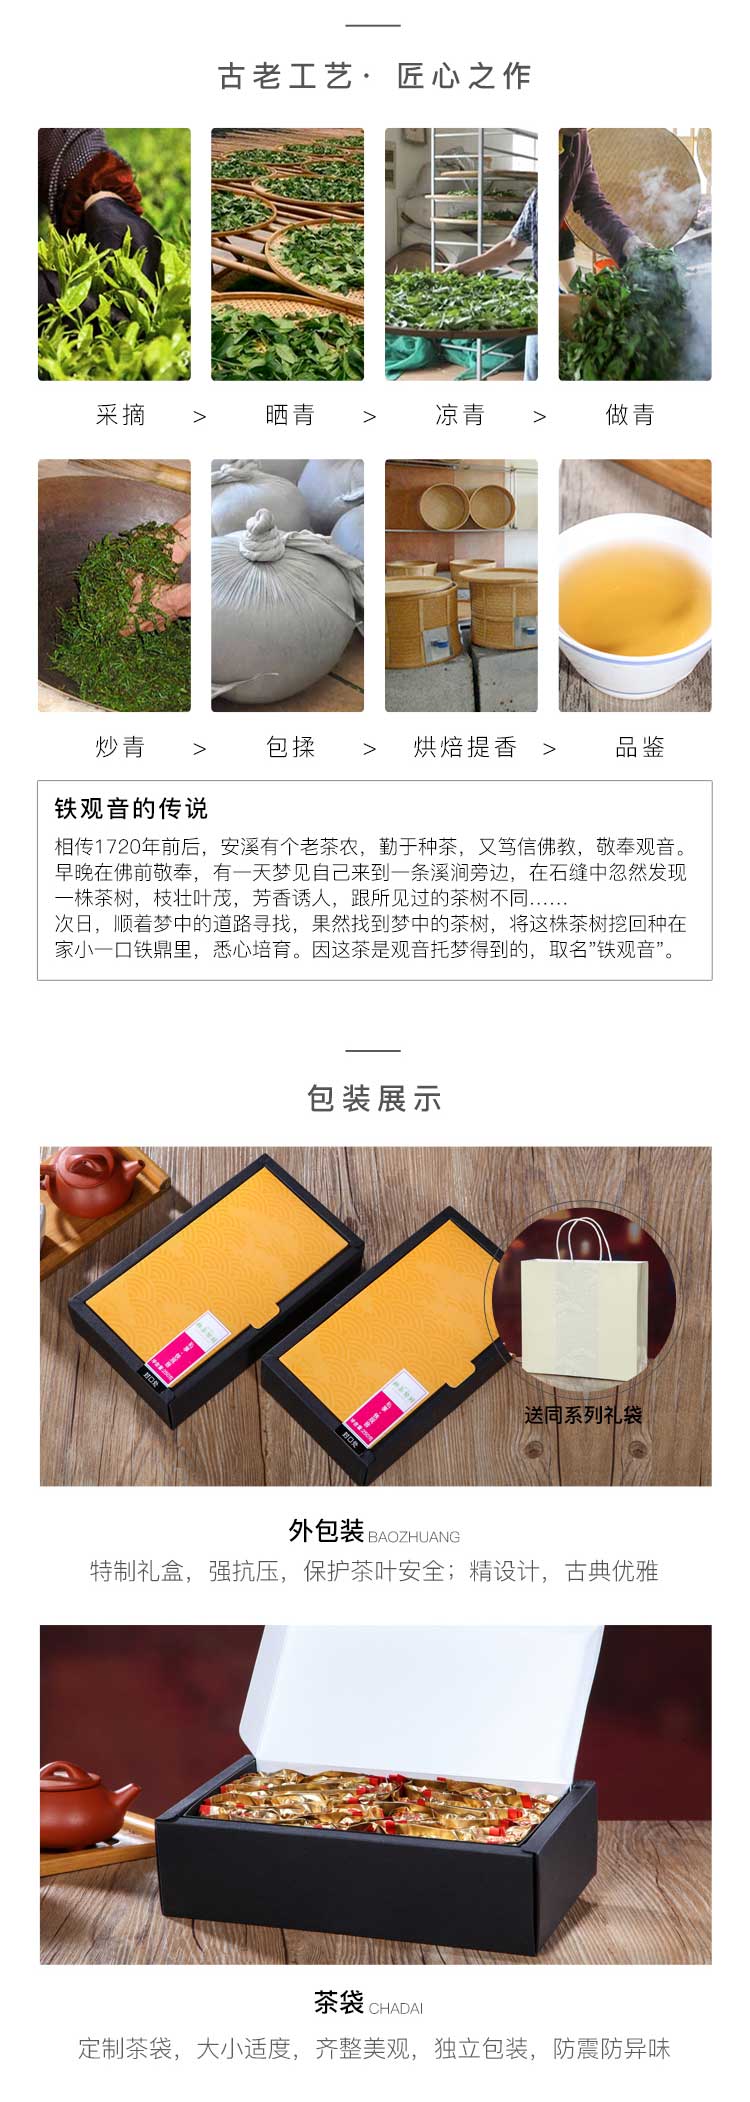 古老工艺· 匠心之作
采摘 > 晒青 > 凉青 > 做青
炒青 > 包揉 > 烘焙提香 > 品鉴
铁观音的传说
相传1720年前后，安溪有个老茶农，勤于种茶，又笃信佛教，敬奉观音。
早晚在佛前敬奉，有一天梦见自己来到一条溪涧旁边，在石缝中忽然发现
一株茶树，枝壮叶茂，芳香诱人，跟所见过的茶树不同……
次日，顺着梦中的道路寻找，果然找到梦中的茶树，将这株茶树挖回种在
家小一口铁鼎里，悉心培育。因这茶是观音托梦得到的，取名”铁观音”。
包装展示
封口处
封口处
送同系列礼袋
外包装 BAOZHUANG
特制礼盒，强抗压，保护茶叶安全；精设计，古典优雅
茶袋 CHADAI
定制茶袋，大小适度，齐整美观，独立包装，防震防异味